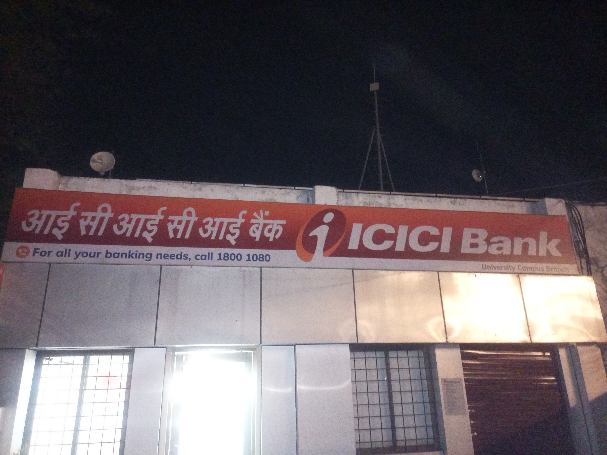 आई सी आई सी आई बैंक
ICICI Bank
For all your banking needs, call 1800 1080
University Campus Branch